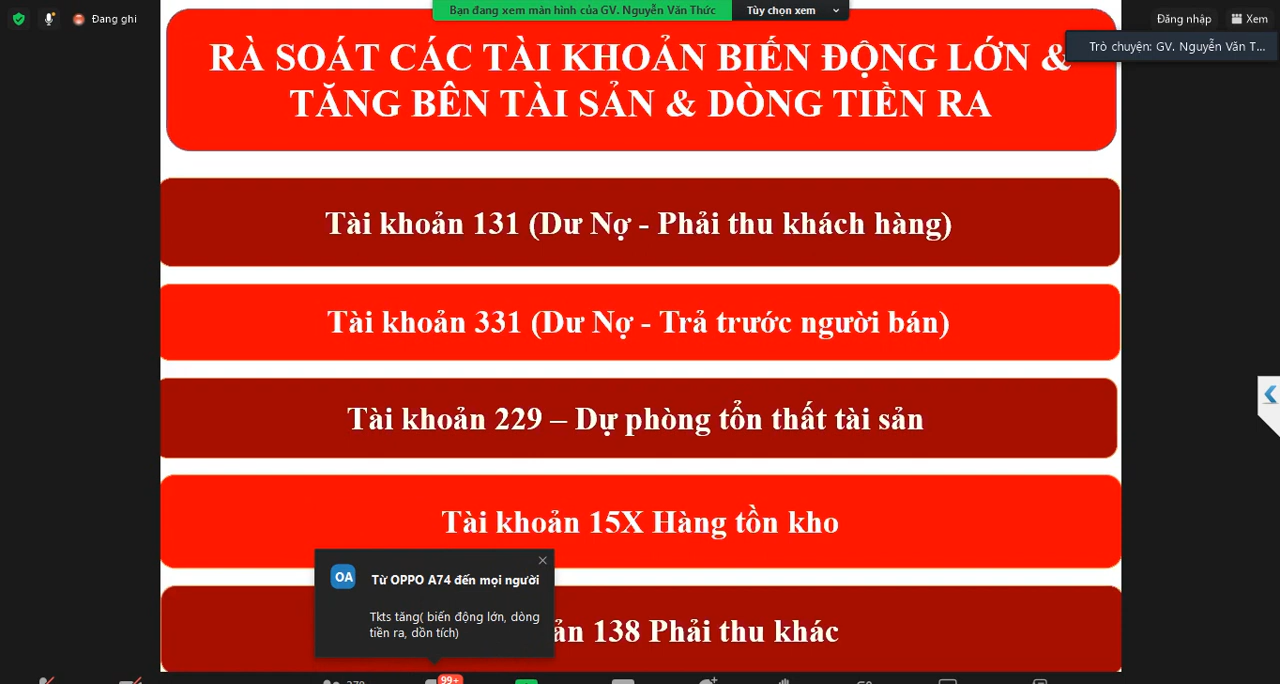 Bạn đang xem màn hình của GV. Nguyễn Văn Thức
Tùy chọn xem
Đang ghi
Đăng nhập
Xem
Trò chuyện: GV. Nguyễn Văn T...
RÀ SOÁT CÁC TÀI KHOẢN BIẾN ĐỘNG LỚN &
TĂNG BÊN TÀI SẢN & DÒNG TIỀN RA
Tài khoản 131 (Dư Nợ - Phải thu khách hàng)
Tài khoản 331 (Dư Nợ - Trả trước người bán)
Tài khoản 229 – Dự phòng tổn thất tài sản
Tài khoản 15X Hàng tồn kho
OA
Từ OPPO A74 đến mọi người
Tkts tăng( biến động lớn, dòng
tiền ra, dồn tích)
ản 138 Phải thu khác
99+